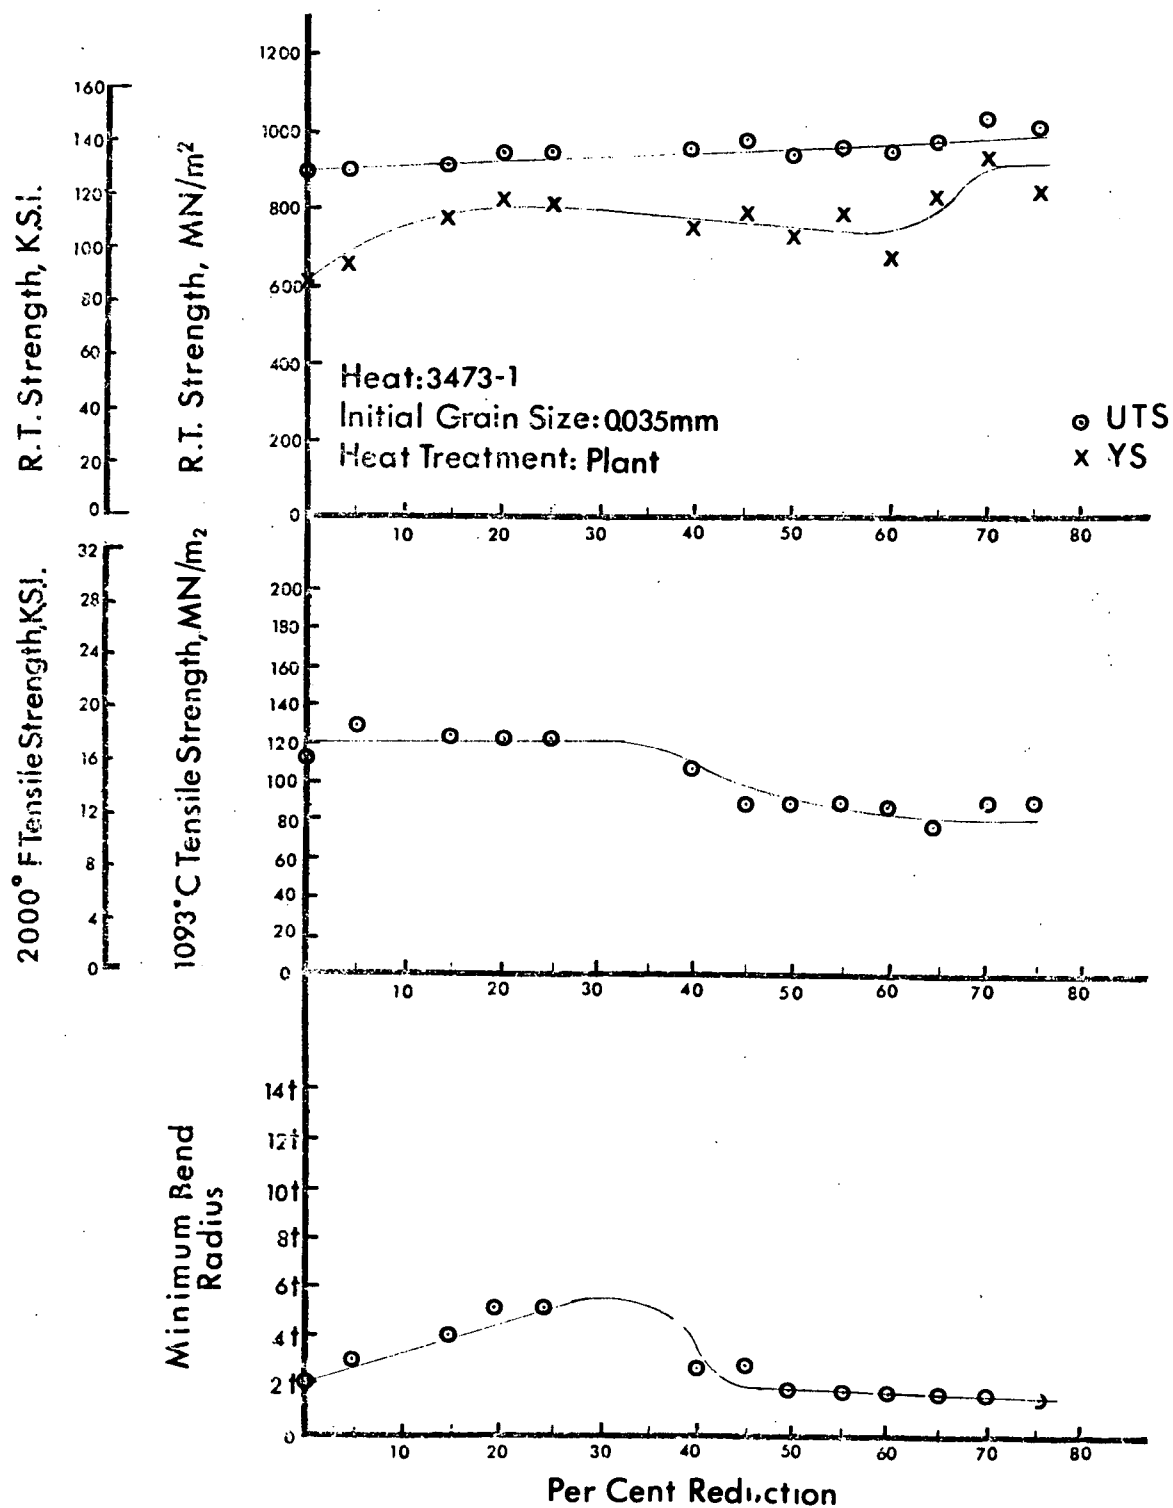 R.T. Strength, K.S.I.
160
140
120
100
80
60
40
20
0
R.T. Strength, MN/m²
1200
1000
800
600
400
200
0
Heat:3473-1
Initial Grain Size:0.035mm
Heat Treatment: Plant
⊙ UTS
x YS
10 20 30 40 50 60 70 80
2000° F Tensile Strength, KS.I.
32
28
24
20
16
12
8
4
0
1093°C Tensile Strength, MN/m₂
200
180
160
140
120
100
80
60
40
20
0
10 20 30 40 50 60 70 80
Minimum Bend
Radius
14t
12t
10t
8t
6t
4t
2t
0
10 20 30 40 50 60 70 80
Per Cent Reduction